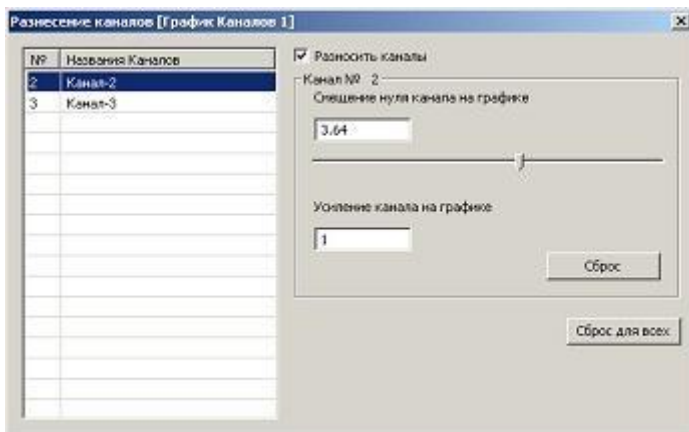 Разнесение каналов [График Каналов 1]
№ Названия Каналов
2 Канал-2
3 Канал-3
Разносить каналы
Канал № 2
Смещение нуля канала на графике
3.64
Усиление канала на графике
1
Сброс
Сброс для всех